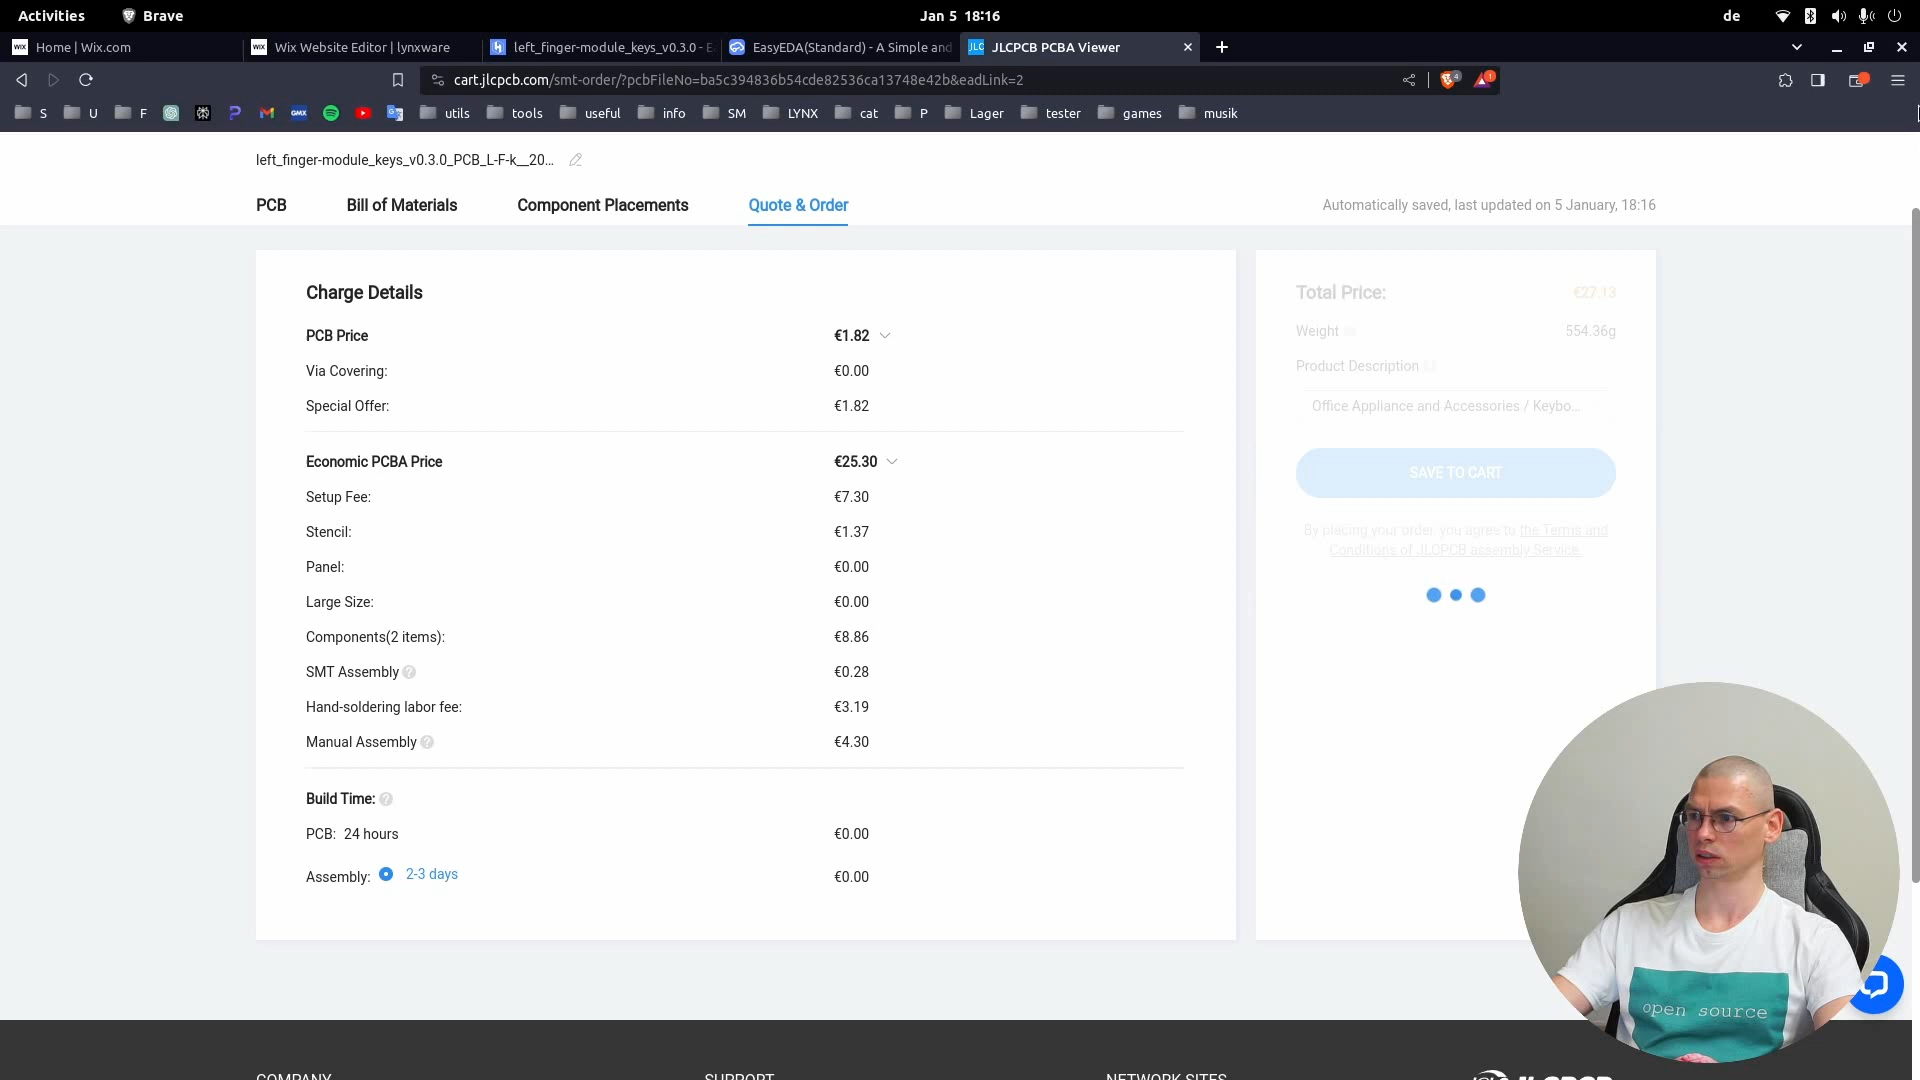 Activities
Brave
Jan 5 18:16
de
Home | Wix.com
Wix Website Editor | lynxware
left_finger-module_keys_v0.3.0 - E
EasyEDA(Standard) - A Simple and
JLCPCB PCBA Viewer
cart.jlcpcb.com/smt-order/?pcbFileNo=ba5c394836b54cde82536ca13748e42b&eadLink=2
4
1
S
U
F
utils
tools
useful
info
SM
LYNX
cat
P
Lager
tester
games
musik
left_finger-module_keys_v0.3.0_PCB_L-F-k__20...
PCB
Bill of Materials
Component Placements
Quote & Order
Automatically saved, last updated on 5 January, 18:16
Charge Details
PCB Price €1.82
Via Covering: €0.00
Special Offer: €1.82
Economic PCBA Price €25.30
Setup Fee: €7.30
Stencil: €1.37
Panel: €0.00
Large Size: €0.00
Components(2 items): €8.86
SMT Assembly €0.28
Hand-soldering labor fee: €3.19
Manual Assembly €4.30
Build Time:
PCB: 24 hours €0.00
Assembly: 2-3 days €0.00
Total Price: €27.13
Weight 554.36g
Product Description
Office Appliance and Accessories / Keybo...
SAVE TO CART
By placing your order, you agree to the Terms and
Conditions of JLCPCB assembly Service.
open source
COMPANY
SUPPORT
NETWORK SITES